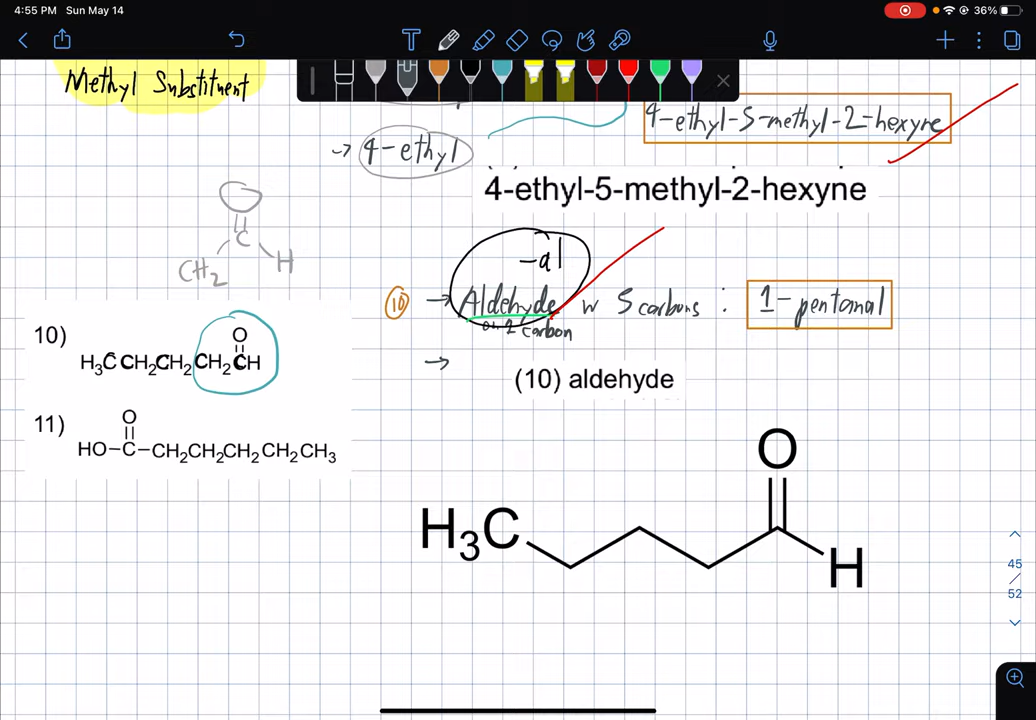 4:55 PM Sun May 14
36%
Methyl Substituent
4-ethyl-5-methyl-2-hexyne
→ 4-ethyl
4-ethyl-5-methyl-2-hexyne
O
C
CH2 H
-al
10 → Aldehyde w 5 carbons : 1-pentanal
on 1 carbon
→
(10) aldehyde
10)
O
H₃CCH₂CH₂CH₂CH
11)
O
HO-C-CH₂CH₂CH₂CH₂CH₃
O
H₃C
H
45
/
52